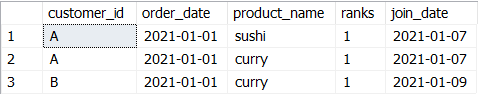 customer_id order_date product_name ranks join_date
1 A 2021-01-01 sushi 1 2021-01-07
2 A 2021-01-01 curry 1 2021-01-07
3 B 2021-01-01 curry 1 2021-01-09